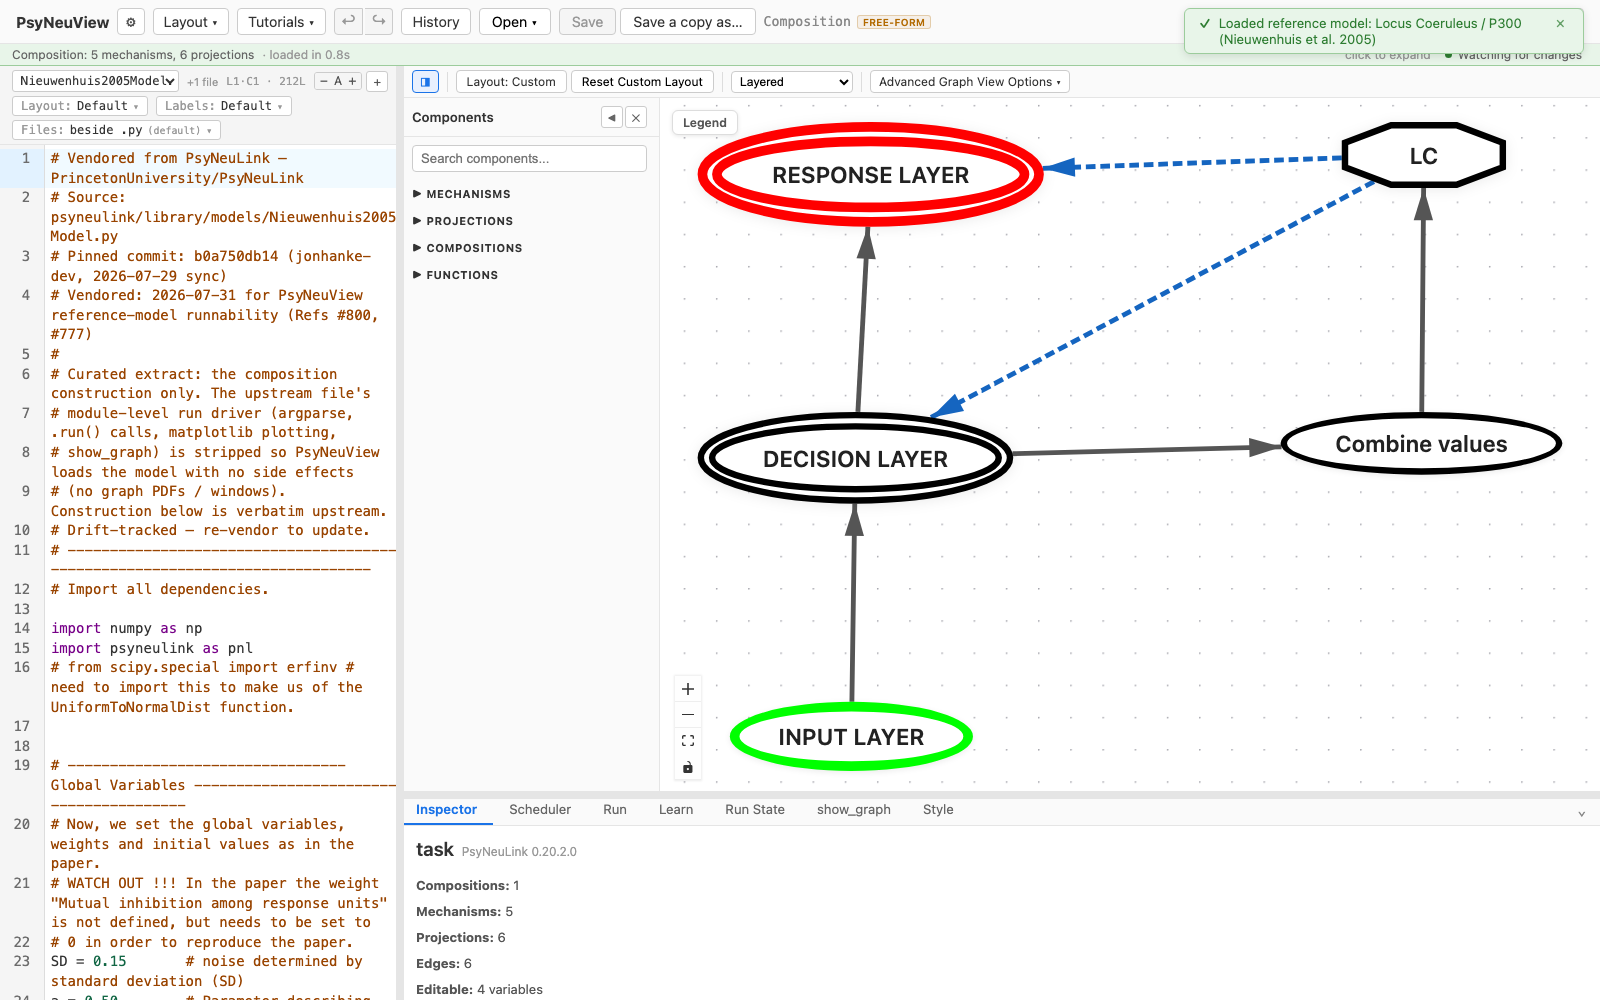 PsyNeuView
Layout ▾
Tutorials ▾
History
Open ▾
Save
Save a copy as...
Composition FREE-FORM
✓ Loaded reference model: Locus Coeruleus / P300
(Nieuwenhuis et al. 2005)
Composition: 5 mechanisms, 6 projections · loaded in 0.8s
click to expand
Watching for changes
Nieuwenhuis2005Model
+1 file L1:C1 · 212L
− A +
+
Layout: Default ▾
Labels: Default ▾
Files: beside .py (default) ▾
Layout: Custom
Reset Custom Layout
Layered
Advanced Graph View Options ▾
1 # Vendored from PsyNeuLink —
PrincetonUniversity/PsyNeuLink
2 # Source:
psyneulink/library/models/Nieuwenhuis2005
Model.py
3 # Pinned commit: b0a750db14 (jonhanke-
dev, 2026-07-29 sync)
4 # Vendored: 2026-07-31 for PsyNeuView
reference-model runnability (Refs #800,
#777)
5 #
6 # Curated extract: the composition
construction only. The upstream file's
7 # module-level run driver (argparse,
.run() calls, matplotlib plotting,
8 # show_graph) is stripped so PsyNeuView
loads the model with no side effects
9 # (no graph PDFs / windows).
Construction below is verbatim upstream.
10 # Drift-tracked — re-vendor to update.
11 # ---------------------------------------
--------------------------------------
12 # Import all dependencies.
13
14 import numpy as np
15 import psyneulink as pnl
16 # from scipy.special import erfinv #
need to import this to make us of the
UniformToNormalDist function.
17
18
19 # ---------------------------------
Global Variables ------------------------
----------------
20 # Now, we set the global variables,
weights and initial values as in the
paper.
21 # WATCH OUT !!! In the paper the weight
"Mutual inhibition among response units"
is not defined, but needs to be set to
22 # 0 in order to reproduce the paper.
23 SD = 0.15 # noise determined by
standard deviation (SD)
24 a = 0.50 # Parameter describing
Components
Search components...
MECHANISMS
PROJECTIONS
COMPOSITIONS
FUNCTIONS
Legend
RESPONSE LAYER
LC
DECISION LAYER
Combine values
INPUT LAYER
Inspector
Scheduler
Run
Learn
Run State
show_graph
Style
task PsyNeuLink 0.20.2.0
Compositions: 1
Mechanisms: 5
Projections: 6
Edges: 6
Editable: 4 variables